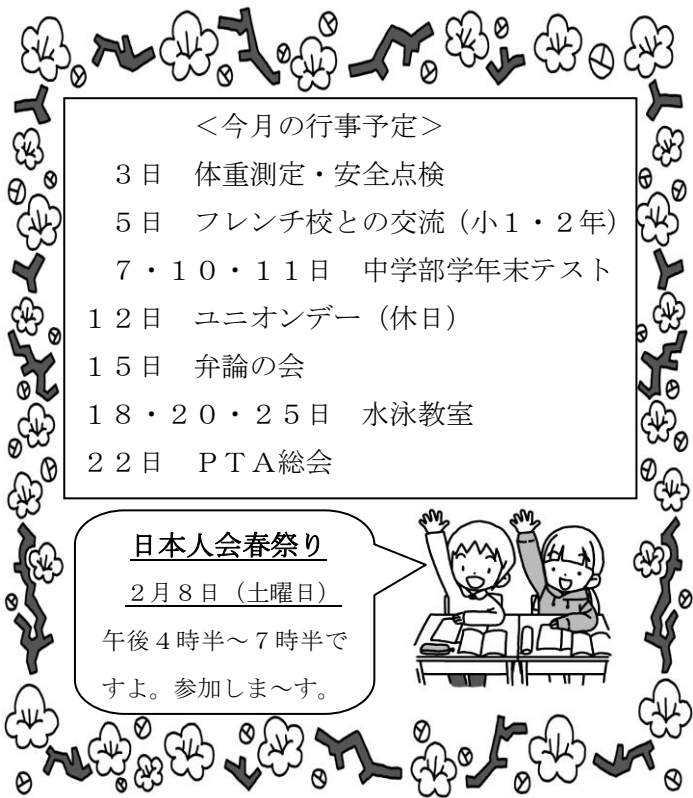 <今月の行事予定>
3日 体重測定・安全点検
5日 フレンチ校との交流(小1・2年)
7・10・11日 中学部学年末テスト
12日 ユニオンデー(休日)
15日 弁論の会
18・20・25日 水泳教室
22日 PTA総会
日本人会春祭り
2月8日(土曜日)
午後4時半~7時半で
すよ。参加しま~す。